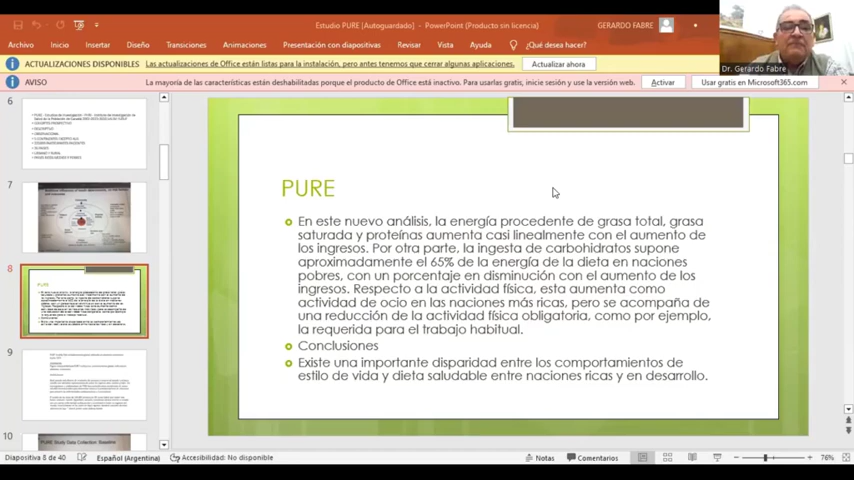 Estudio PURE [Autoguardado] - PowerPoint (Producto sin licencia)
GERARDO FABRE
Archivo Inicio Insertar Diseño Transiciones Animaciones Presentación con diapositivas Revisar Vista Ayuda ¿Qué desea hacer?
Dr. Gerardo Fabre
ACTUALIZACIONES DISPONIBLES Las actualizaciones de Office están listas para la instalación, pero antes tenemos que cerrar algunas aplicaciones. Actualizar ahora
AVISO La mayoría de las características están deshabilitadas porque el producto de Office está inactivo. Para usarlas gratis, inicie sesión y use la versión web. Activar Usar gratis en Microsoft365.com
6
7
8
9
10
PURE Study Data Collection: Baseline
PURE
En este nuevo análisis, la energía procedente de grasa total, grasa
saturada y proteínas aumenta casi linealmente con el aumento de
los ingresos. Por otra parte, la ingesta de carbohidratos supone
aproximadamente el 65% de la energía de la dieta en naciones
pobres, con un porcentaje en disminución con el aumento de los
ingresos. Respecto a la actividad física, esta aumenta como
actividad de ocio en las naciones más ricas, pero se acompaña de
una reducción de la actividad física obligatoria, como por ejemplo,
la requerida para el trabajo habitual.
Conclusiones
Existe una importante disparidad entre los comportamientos de
estilo de vida y dieta saludable entre naciones ricas y en desarrollo.
Diapositiva 8 de 40 Español (Argentina) Accesibilidad: No disponible Notas Comentarios 76%